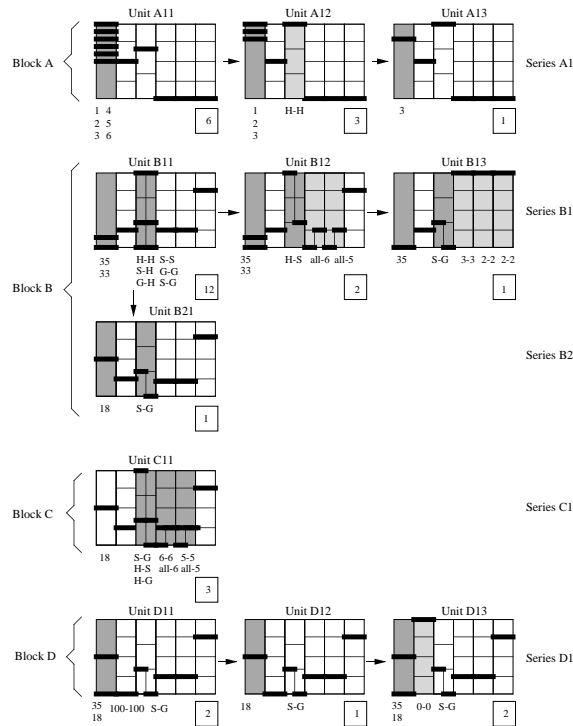 Unit A11 Unit A12 Unit A13
Block A Series A1
1 4 1 H-H 3
2 5 6 2 3 1
3 6 3
Unit B11 Unit B12 Unit B13
Series B1
35 H-H S-S 35 H-S all-6 all-5 35 S-G 3-3 2-2 2-2
33 S-H G-G 33
G-H S-G 12 2 1
Block B
Unit B21
Series B2
18 S-G 1
Unit C11
Block C Series C1
18 S-G 6-6 5-5
H-S all-6 all-5
H-G 3
Unit D11 Unit D12 Unit D13
Block D Series D1
35 100-100 S-G 2 18 S-G 1 35 0-0 S-G 2
18 18